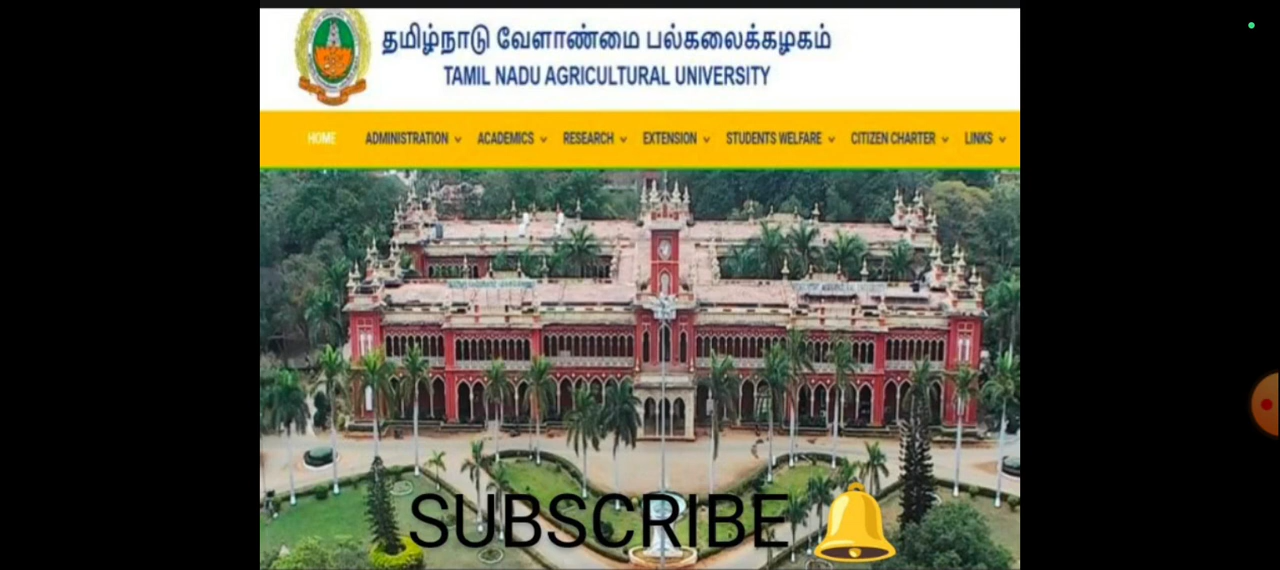 தமிழ்நாடு வேளாண்மை பல்கலைக்கழகம்
TAMIL NADU AGRICULTURAL UNIVERSITY
HOME ADMINISTRATION ACADEMICS RESEARCH EXTENSION STUDENTS WELFARE CITIZEN CHARTER LINKS
SUBSCRIBE